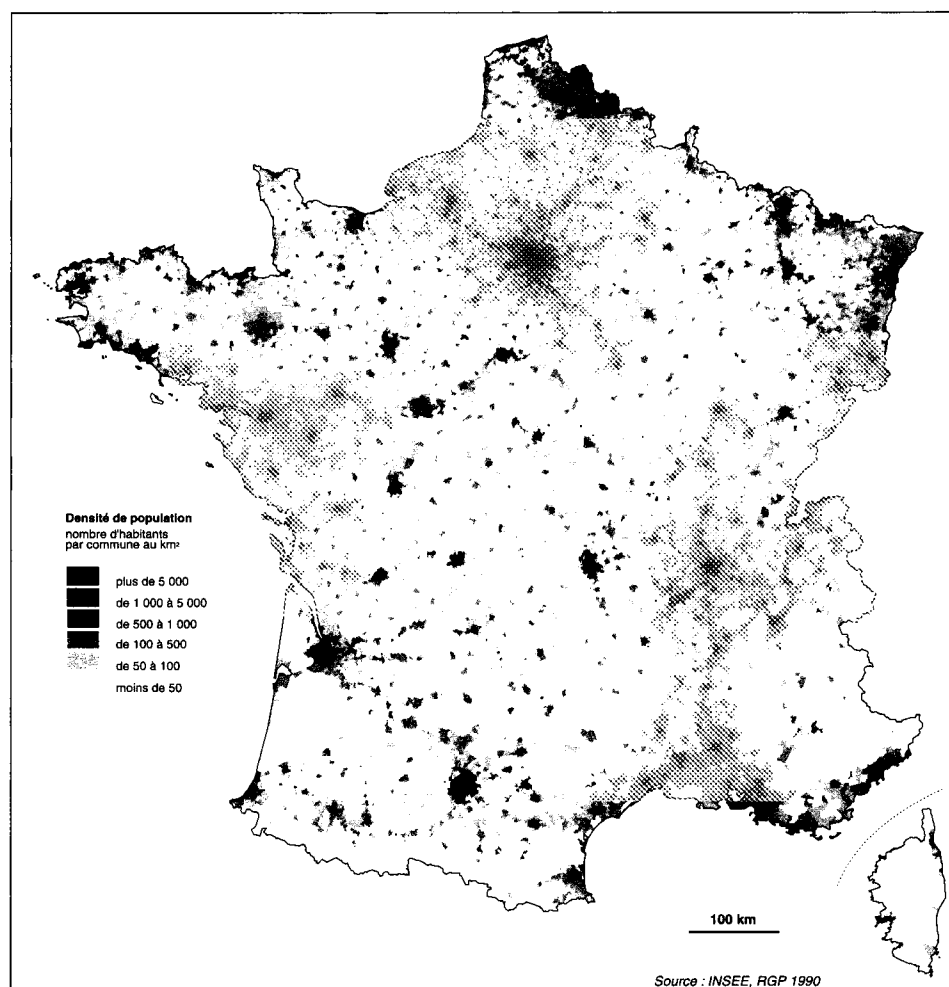 Densité de population
nombre d'habitants
par commune au km²
plus de 5 000
de 1 000 à 5 000
de 500 à 1 000
de 100 à 500
de 50 à 100
moins de 50
100 km
Source : INSEE, RGP 1990